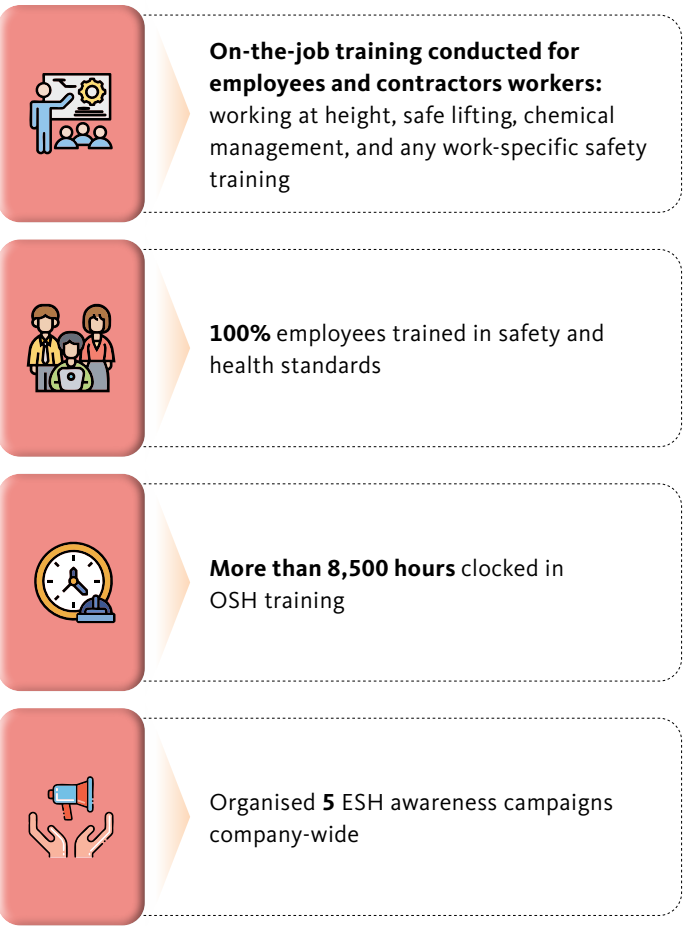 On-the-job training conducted for
employees and contractors workers:
working at height, safe lifting, chemical
management, and any work-specific safety
training
100% employees trained in safety and
health standards
More than 8,500 hours clocked in
OSH training
Organised 5 ESH awareness campaigns
company-wide